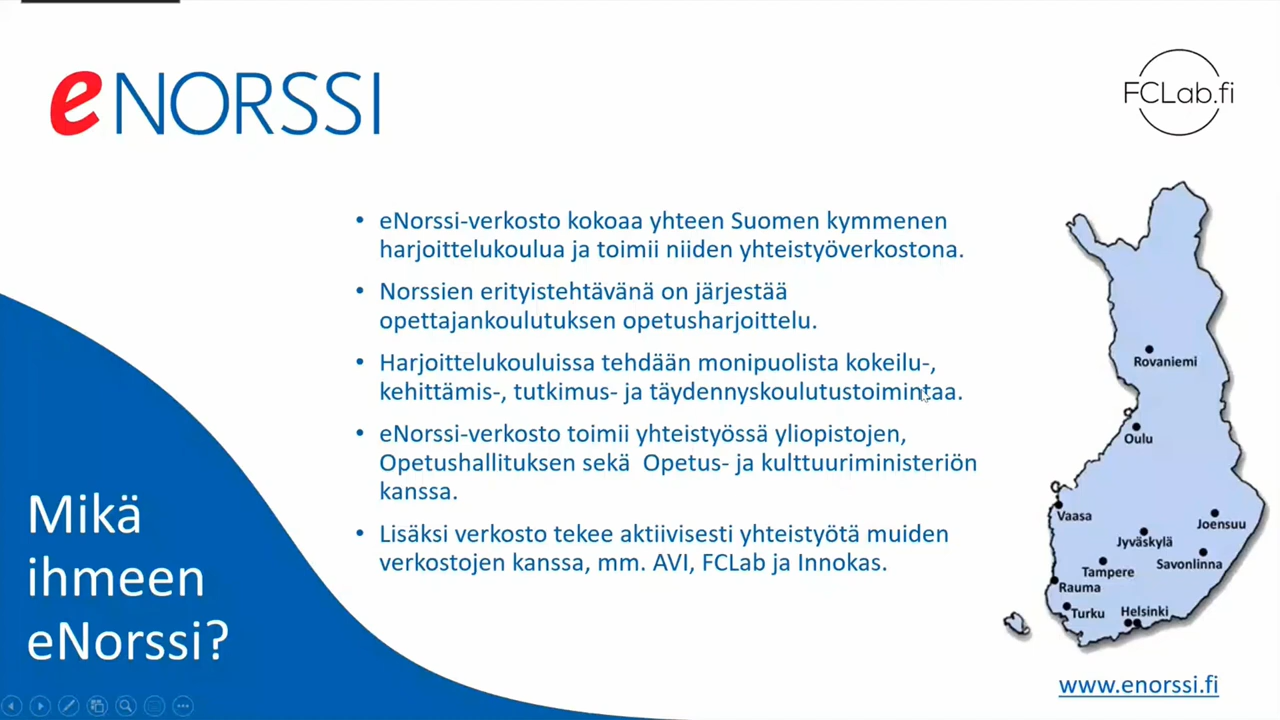 eNORSSI
FCLab.fi
• eNorssi-verkosto kokoaa yhteen Suomen kymmenen
harjoittelukoulua ja toimii niiden yhteistyöverkostona.
• Norssien erityistehtävänä on järjestää
opettajankoulutuksen opetusharjoittelu.
• Harjoittelukouluissa tehdään monipuolista kokeilu-,
kehittämis-, tutkimus- ja täydennyskoulutustoimintaa.
• eNorssi-verkosto toimii yhteistyössä yliopistojen,
Opetushallituksen sekä  Opetus- ja kulttuuriministeriön
kanssa.
• Lisäksi verkosto tekee aktiivisesti yhteistyötä muiden
verkostojen kanssa, mm. AVI, FCLab ja Innokas.
Mikä
ihmeen
eNorssi?
Rovaniemi
Oulu
Vaasa
Joensuu
Jyväskylä
Savonlinna
Tampere
Rauma
Turku
Helsinki
www.enorssi.fi